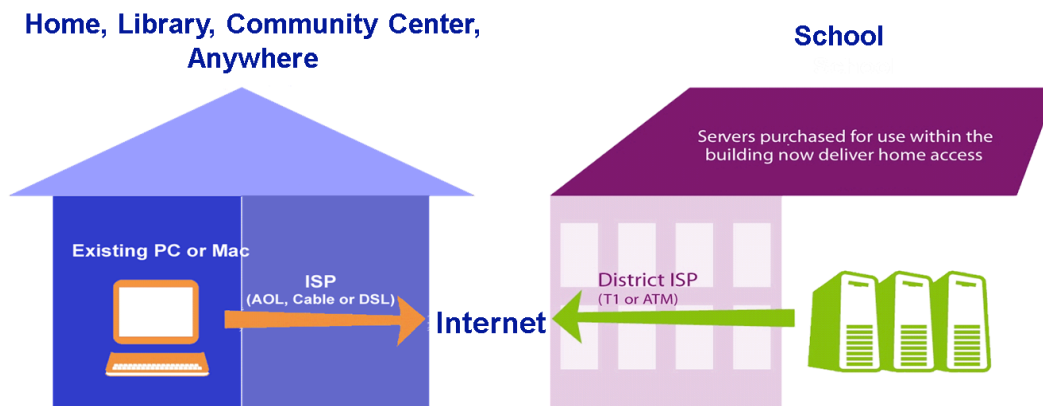 Home, Library, Community Center,
Anywhere
School
Servers purchased for use within the
building now deliver home access
Existing PC or Mac
ISP
(AOL, Cable or DSL)
District ISP
(T1 or ATM)
Internet